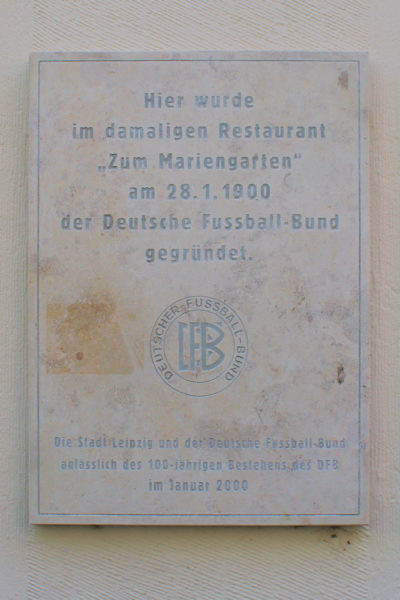 Hier wurde
im damaligen Restaurant
„Zum Mariengarten“
am 28.1.1900
der Deutsche Fussball-Bund
gegründet.
DEUTSCHER FUSSBALL-BUND
DFB
Die Stadt Leipzig und der Deutsche Fussball-Bund
anlässlich des 100-jährigen Bestehens des DFB
im Januar 2000